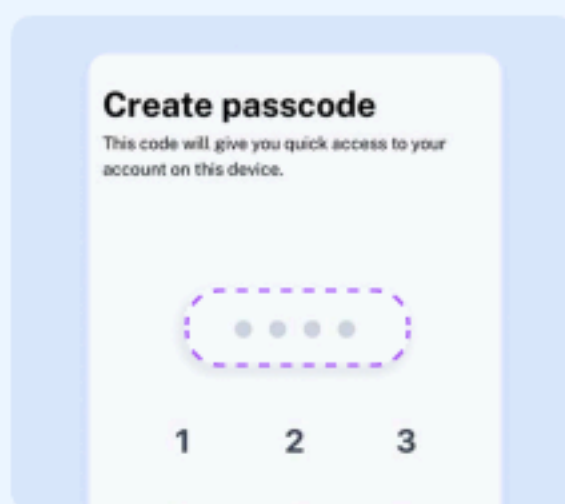 Create passcode
This code will give you quick access to your
account on this device.
1 2 3